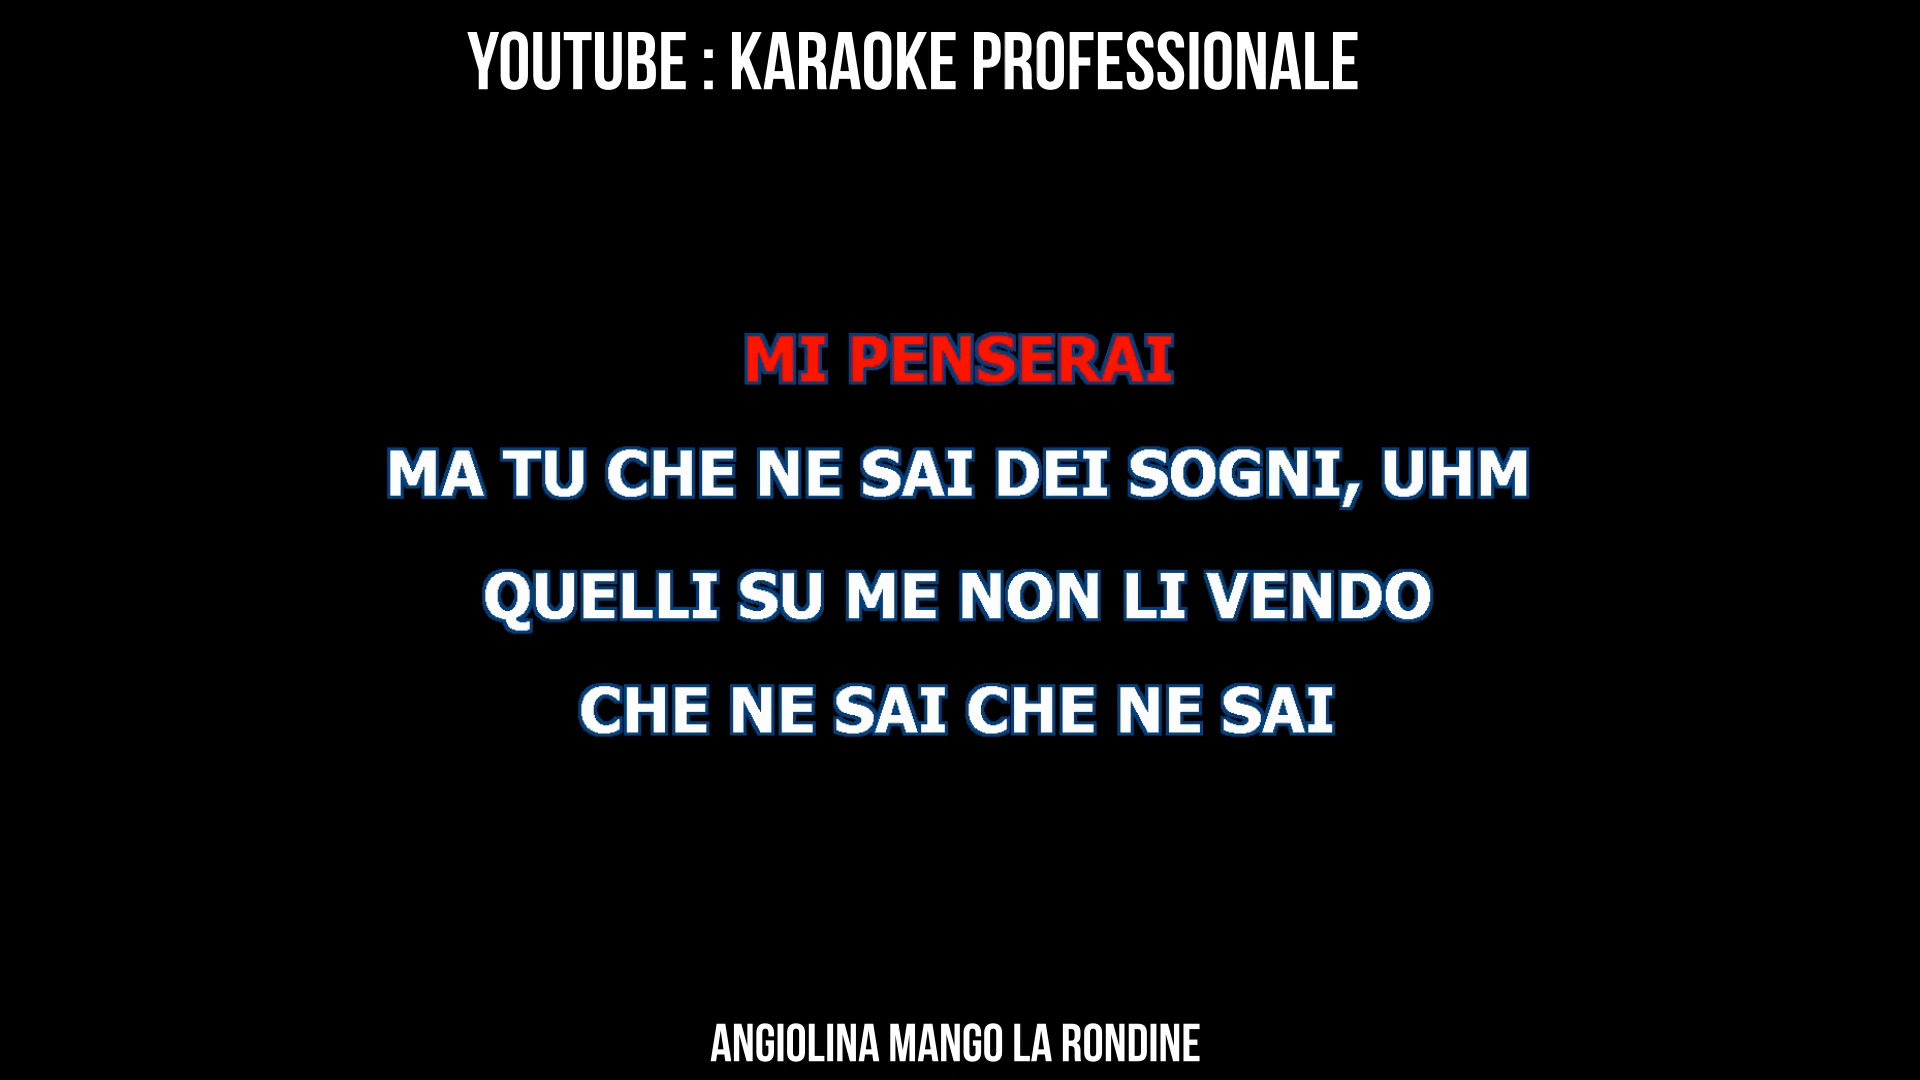 YOUTUBE : KARAOKE PROFESSIONALE
MI PENSERAI
MA TU CHE NE SAI DEI SOGNI, UHM
QUELLI SU ME NON LI VENDO
CHE NE SAI CHE NE SAI
ANGIOLINA MANGO LA RONDINE